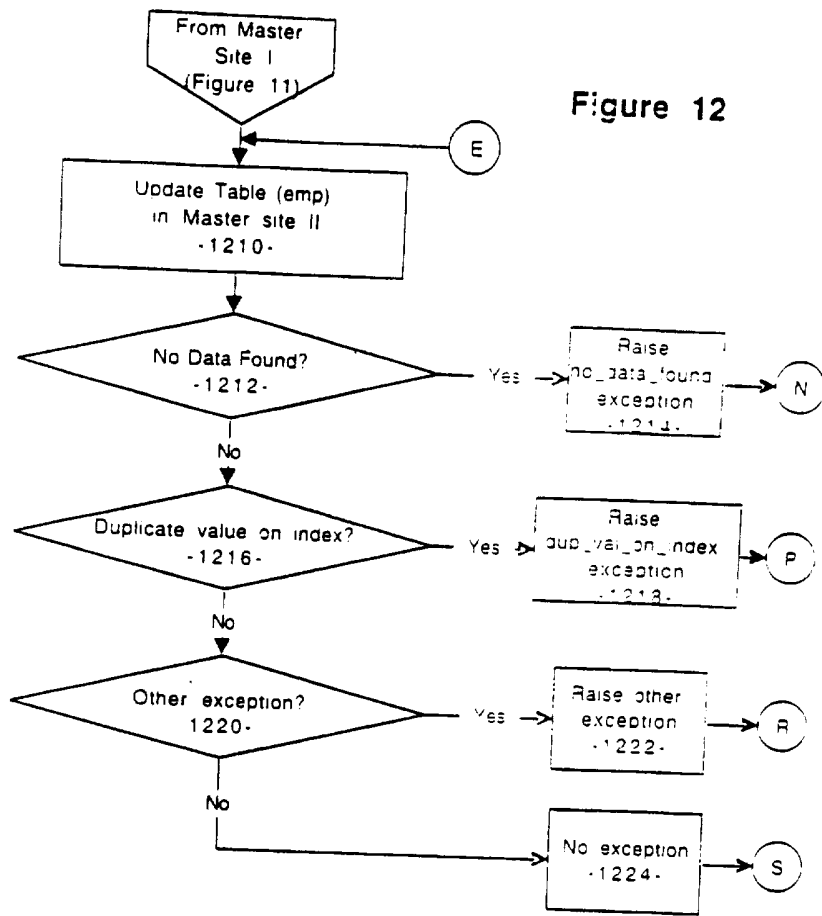 From Master
Site I
(Figure 11)
Figure 12
E
Update Table (emp)
in Master site II
-1210-
No Data Found?
-1212-
Yes
Raise
no_data_found
exception
-1214-
N
No
Duplicate value on index?
-1216-
Yes
Raise
dup_val_on_index
exception
-1218-
P
No
Other exception?
1220-
Yes
Raise other
exception
-1222-
R
No
No exception
-1224-
S